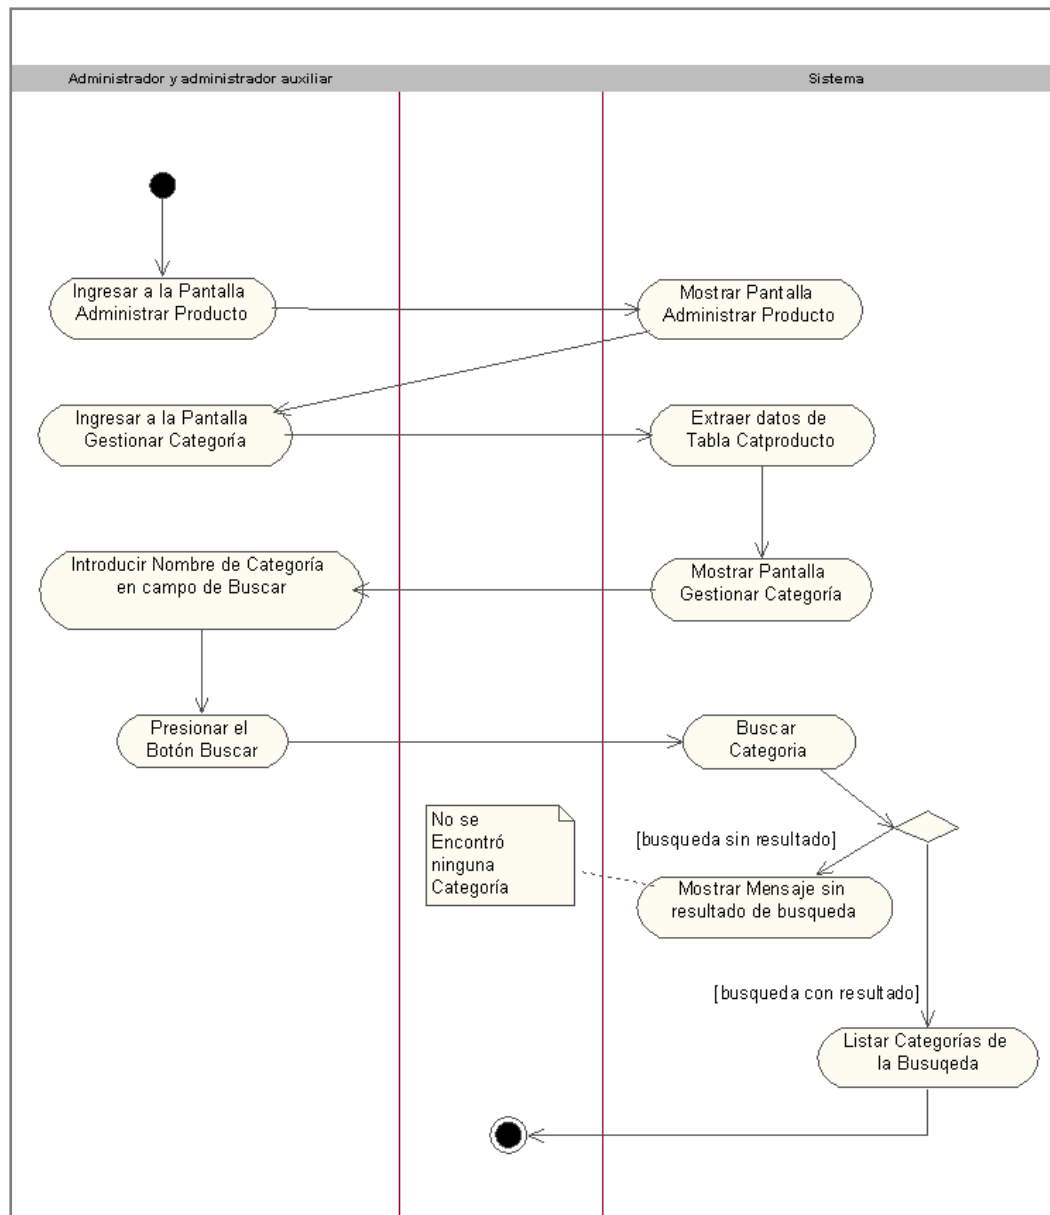 Administrador y administrador auxiliar
Sistema
Ingresar a la Pantalla
Administrar Producto
Mostrar Pantalla
Administrar Producto
Ingresar a la Pantalla
Gestionar Categoría
Extraer datos de
Tabla Catproducto
Introducir Nombre de Categoría
en campo de Buscar
Mostrar Pantalla
Gestionar Categoría
Presionar el
Botón Buscar
Buscar
Categoria
No se
Encontró
ninguna
Categoría
[busqueda sin resultado]
Mostrar Mensaje sin
resultado de busqueda
[busqueda con resultado]
Listar Categorías de
la Busuqeda